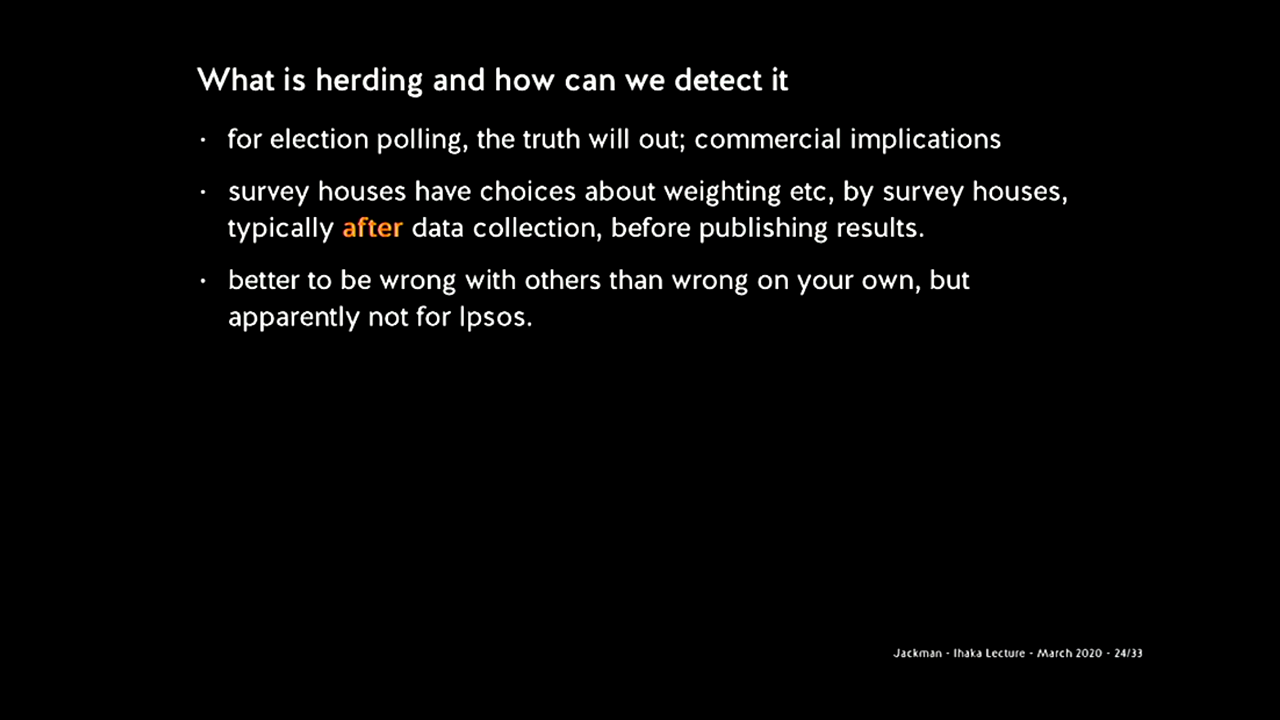 What is herding and how can we detect it
· for election polling, the truth will out; commercial implications
· survey houses have choices about weighting etc, by survey houses,
typically after data collection, before publishing results.
· better to be wrong with others than wrong on your own, but
apparently not for Ipsos.
Jackman - Ihaka Lecture - March 2020 - 24/33